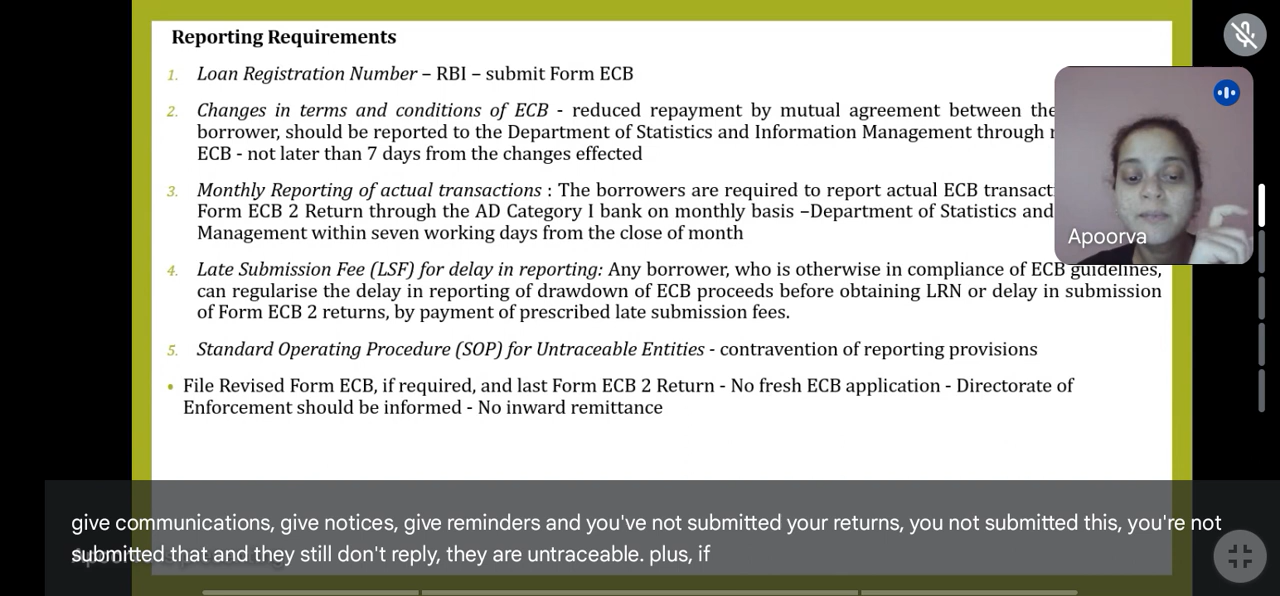 Reporting Requirements
1. Loan Registration Number – RBI – submit Form ECB
2. Changes in terms and conditions of ECB - reduced repayment by mutual agreement between the
borrower, should be reported to the Department of Statistics and Information Management through
ECB - not later than 7 days from the changes effected
3. Monthly Reporting of actual transactions : The borrowers are required to report actual ECB
Form ECB 2 Return through the AD Category I bank on monthly basis –Department of Statistics and
Management within seven working days from the close of month
4. Late Submission Fee (LSF) for delay in reporting: Any borrower, who is otherwise in compliance of ECB guidelines,
can regularise the delay in reporting of drawdown of ECB proceeds before obtaining LRN or delay in submission
of Form ECB 2 returns, by payment of prescribed late submission fees.
5. Standard Operating Procedure (SOP) for Untraceable Entities - contravention of reporting provisions
• File Revised Form ECB, if required, and last Form ECB 2 Return - No fresh ECB application - Directorate of
Enforcement should be informed - No inward remittance
Apoorva
give communications, give notices, give reminders and you've not submitted your returns, you not submitted this, you're not
submitted that and they still don't reply, they are untraceable. plus, if